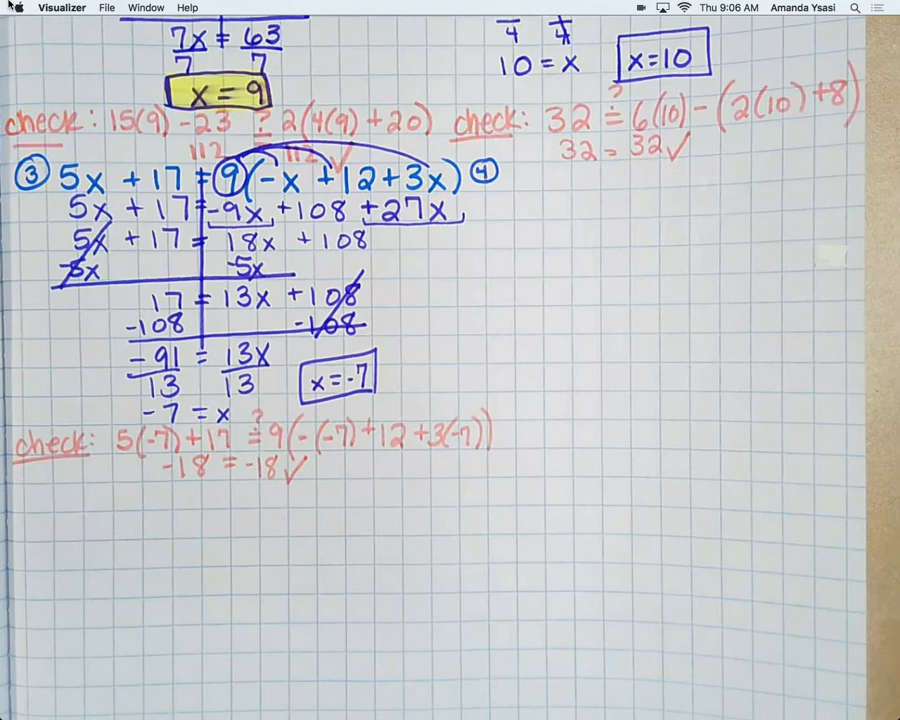 Visualizer File Window Help Thu 9:06 AM Amanda Ysasi
7x = 63
7 7
x = 9
check: 15(9) -23 ?= 2(4(9) +20)
112 = 112 ✓
4 4
10 = x x=10
check: 32 ?= 6(10) - (2(10) +8)
32 = 32 ✓
③ 5x +17 = 9(-x +12+3x)
5x +17 = -9x +108 +27x
5x +17 = 18x +108
-5x -5x
17 = 13x +108
-108 -108
-91 = 13x
13 13
-7 = x x=-7
check: 5(-7)+17 ?= 9(-(-7)+12+3(-7))
-18 = -18 ✓
④